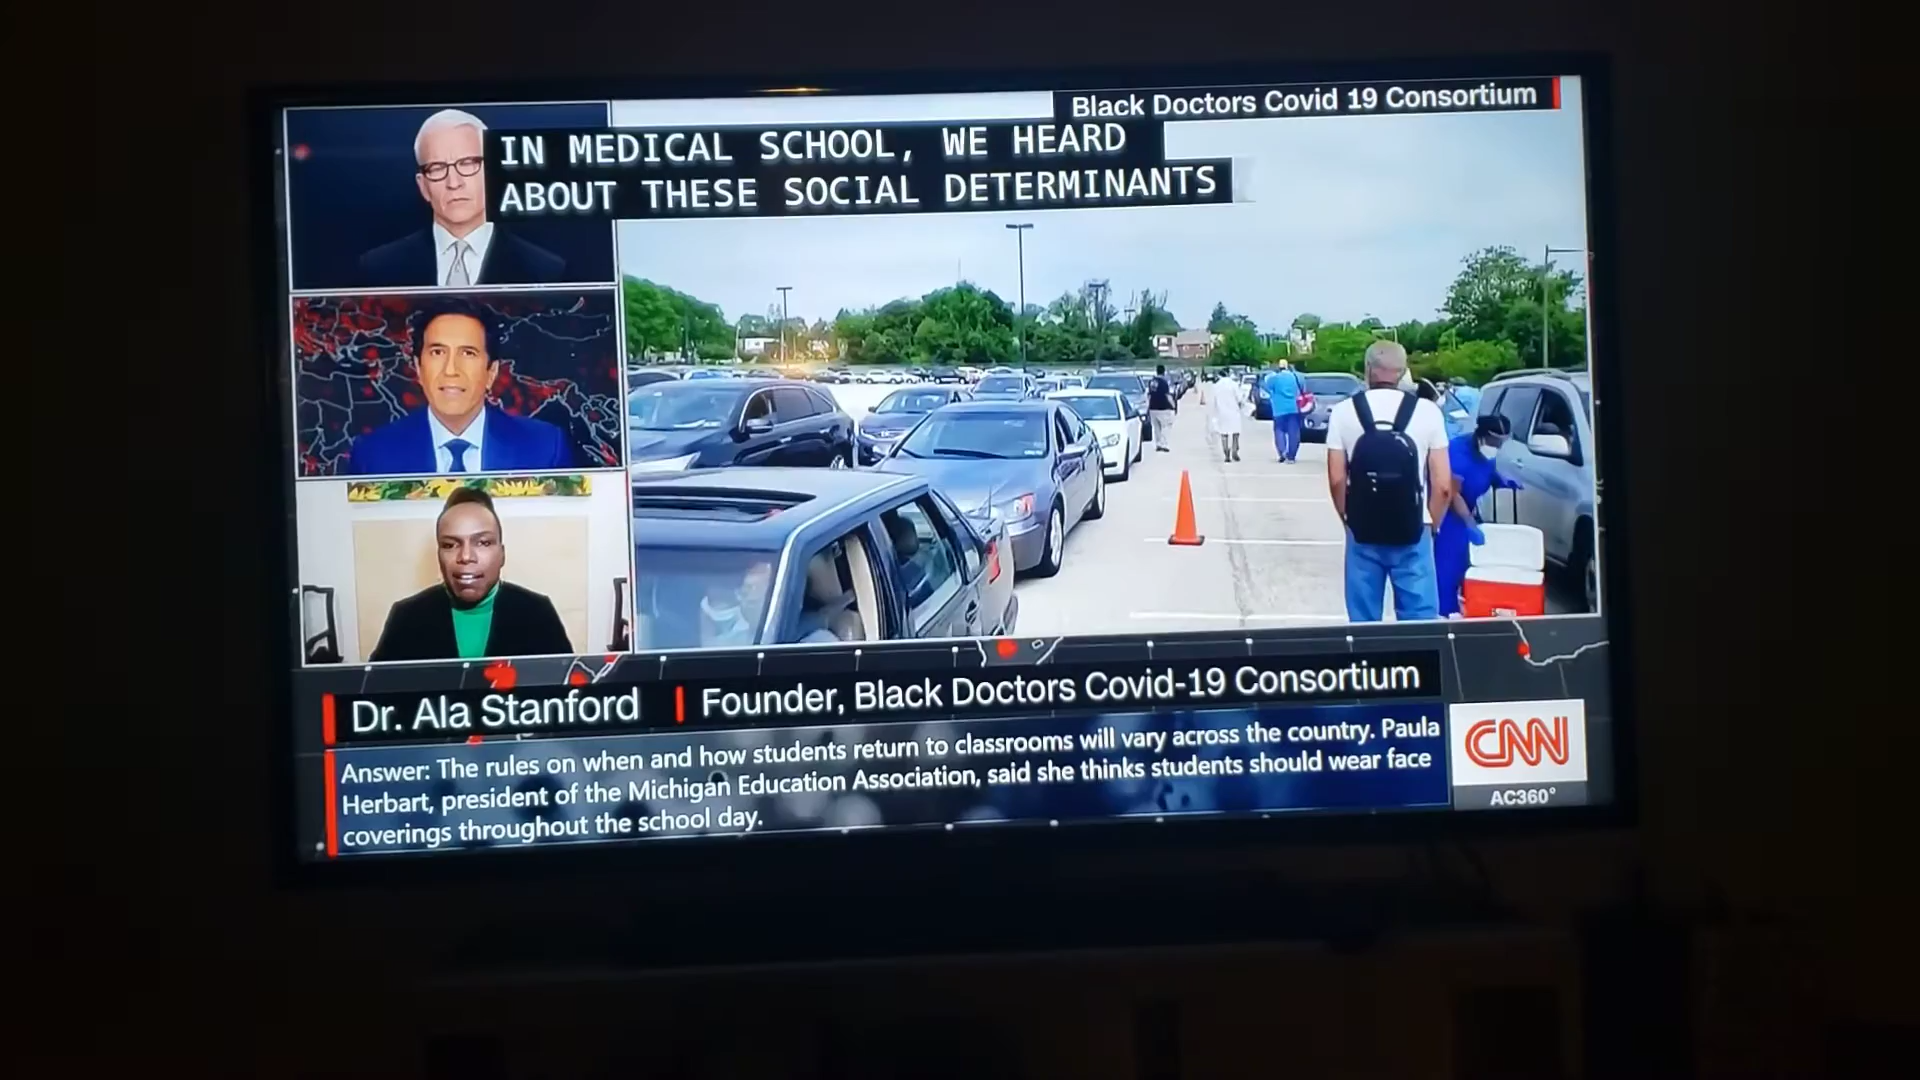 Black Doctors Covid 19 Consortium
IN MEDICAL SCHOOL, WE HEARD
ABOUT THESE SOCIAL DETERMINANTS
Dr. Ala Stanford
Founder, Black Doctors Covid-19 Consortium
Answer: The rules on when and how students return to classrooms will vary across the country. Paula
Herbart, president of the Michigan Education Association, said she thinks students should wear face
coverings throughout the school day.
CNN
AC360°